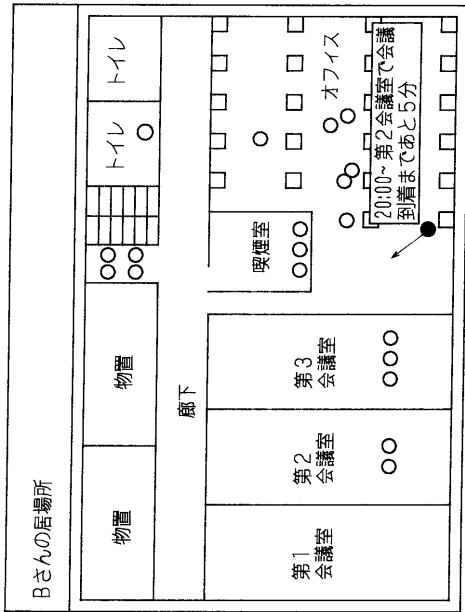 Bさんの居場所
物置
物置
トイレ
トイレ
廊下
第1
会議室
第2
会議室
第3
会議室
喫煙室
オフィス
20:00~第2会議室で会議
到着まであと5分